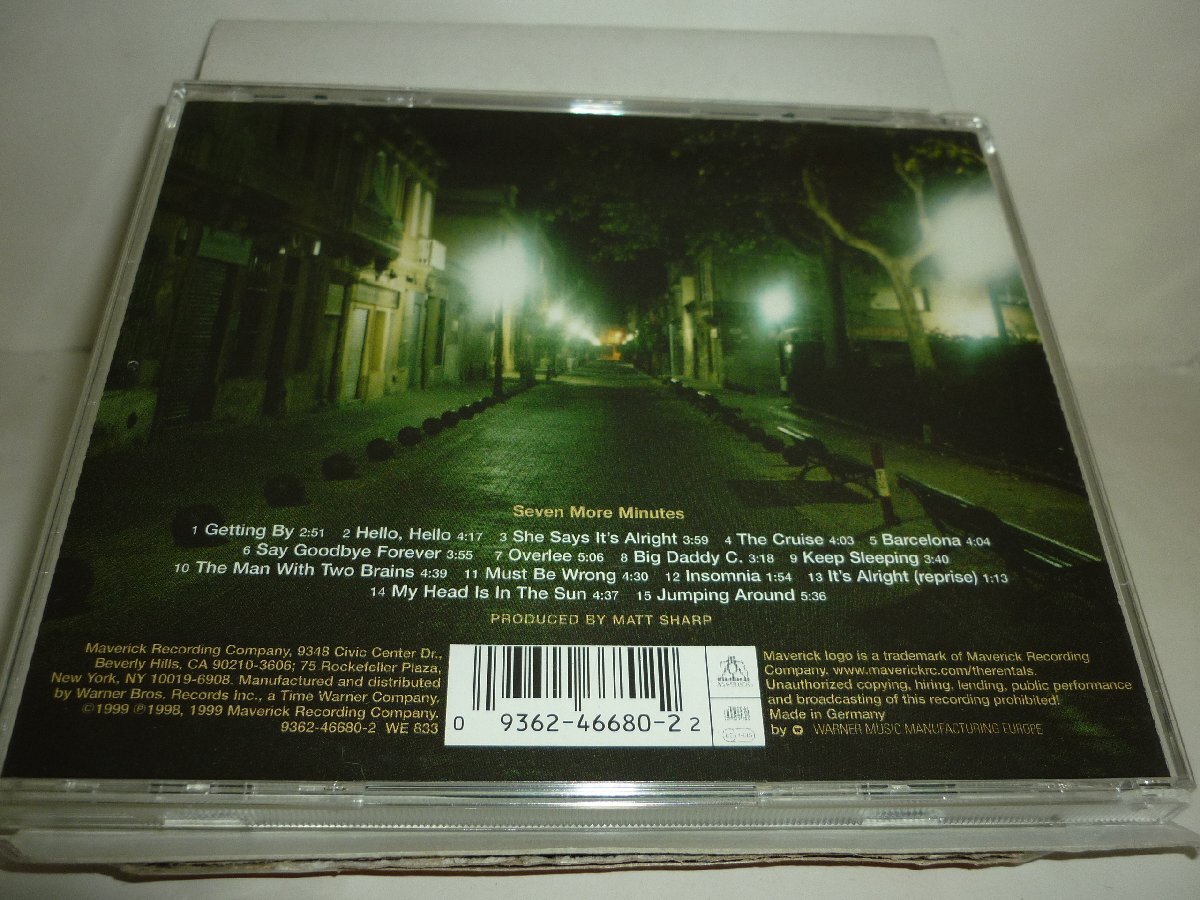 Seven More Minutes
1 Getting By 2:51 2 Hello, Hello 4:17 3 She Says It's Alright 3:59 4 The Cruise 4:03 5 Barcelona 4:04
6 Say Goodbye Forever 3:55 7 Overlee 5:06 8 Big Daddy C. 3:18 9 Keep Sleeping 3:40
10 The Man With Two Brains 4:39 11 Must Be Wrong 4:30 12 Insomnia 1:54 13 It's Alright (reprise) 1:13
14 My Head Is In The Sun 4:37 15 Jumping Around 5:36
PRODUCED BY MATT SHARP
Maverick Recording Company, 9348 Civic Center Dr.,
Beverly Hills, CA 90210-3606; 75 Rockefeller Plaza,
New York, NY 10019-6908. Manufactured and distributed
by Warner Bros. Records Inc., a Time Warner Company.
©1999 ℗1998, 1999 Maverick Recording Company.
9362-46680-2 WE 833
0 9362-46680-2 2
Maverick logo is a trademark of Maverick Recording
Company. www.maverickrc.com/therentals.
Unauthorized copying, hiring, lending, public performance
and broadcasting of this recording prohibited!
Made in Germany
by WARNER MUSIC MANUFACTURING EUROPE